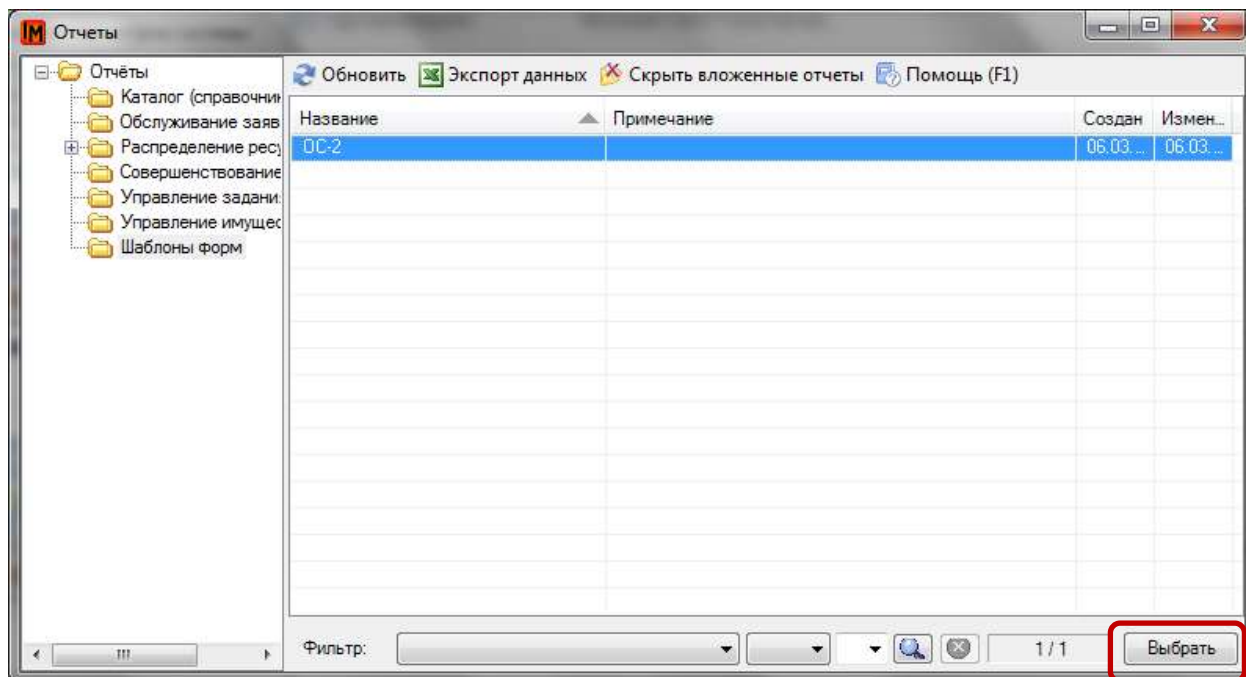 IM Отчеты
Отчёты
Каталог (справочник
Обслуживание заяв
Распределение ресу
Совершенствование
Управление задани
Управление имущес
Шаблоны форм
Обновить Экспорт данных Скрыть вложенные отчеты Помощь (F1)
Название Примечание Создан Измен...
ОС-2 06.03.... 06.03....
Фильтр: 1 / 1 Выбрать